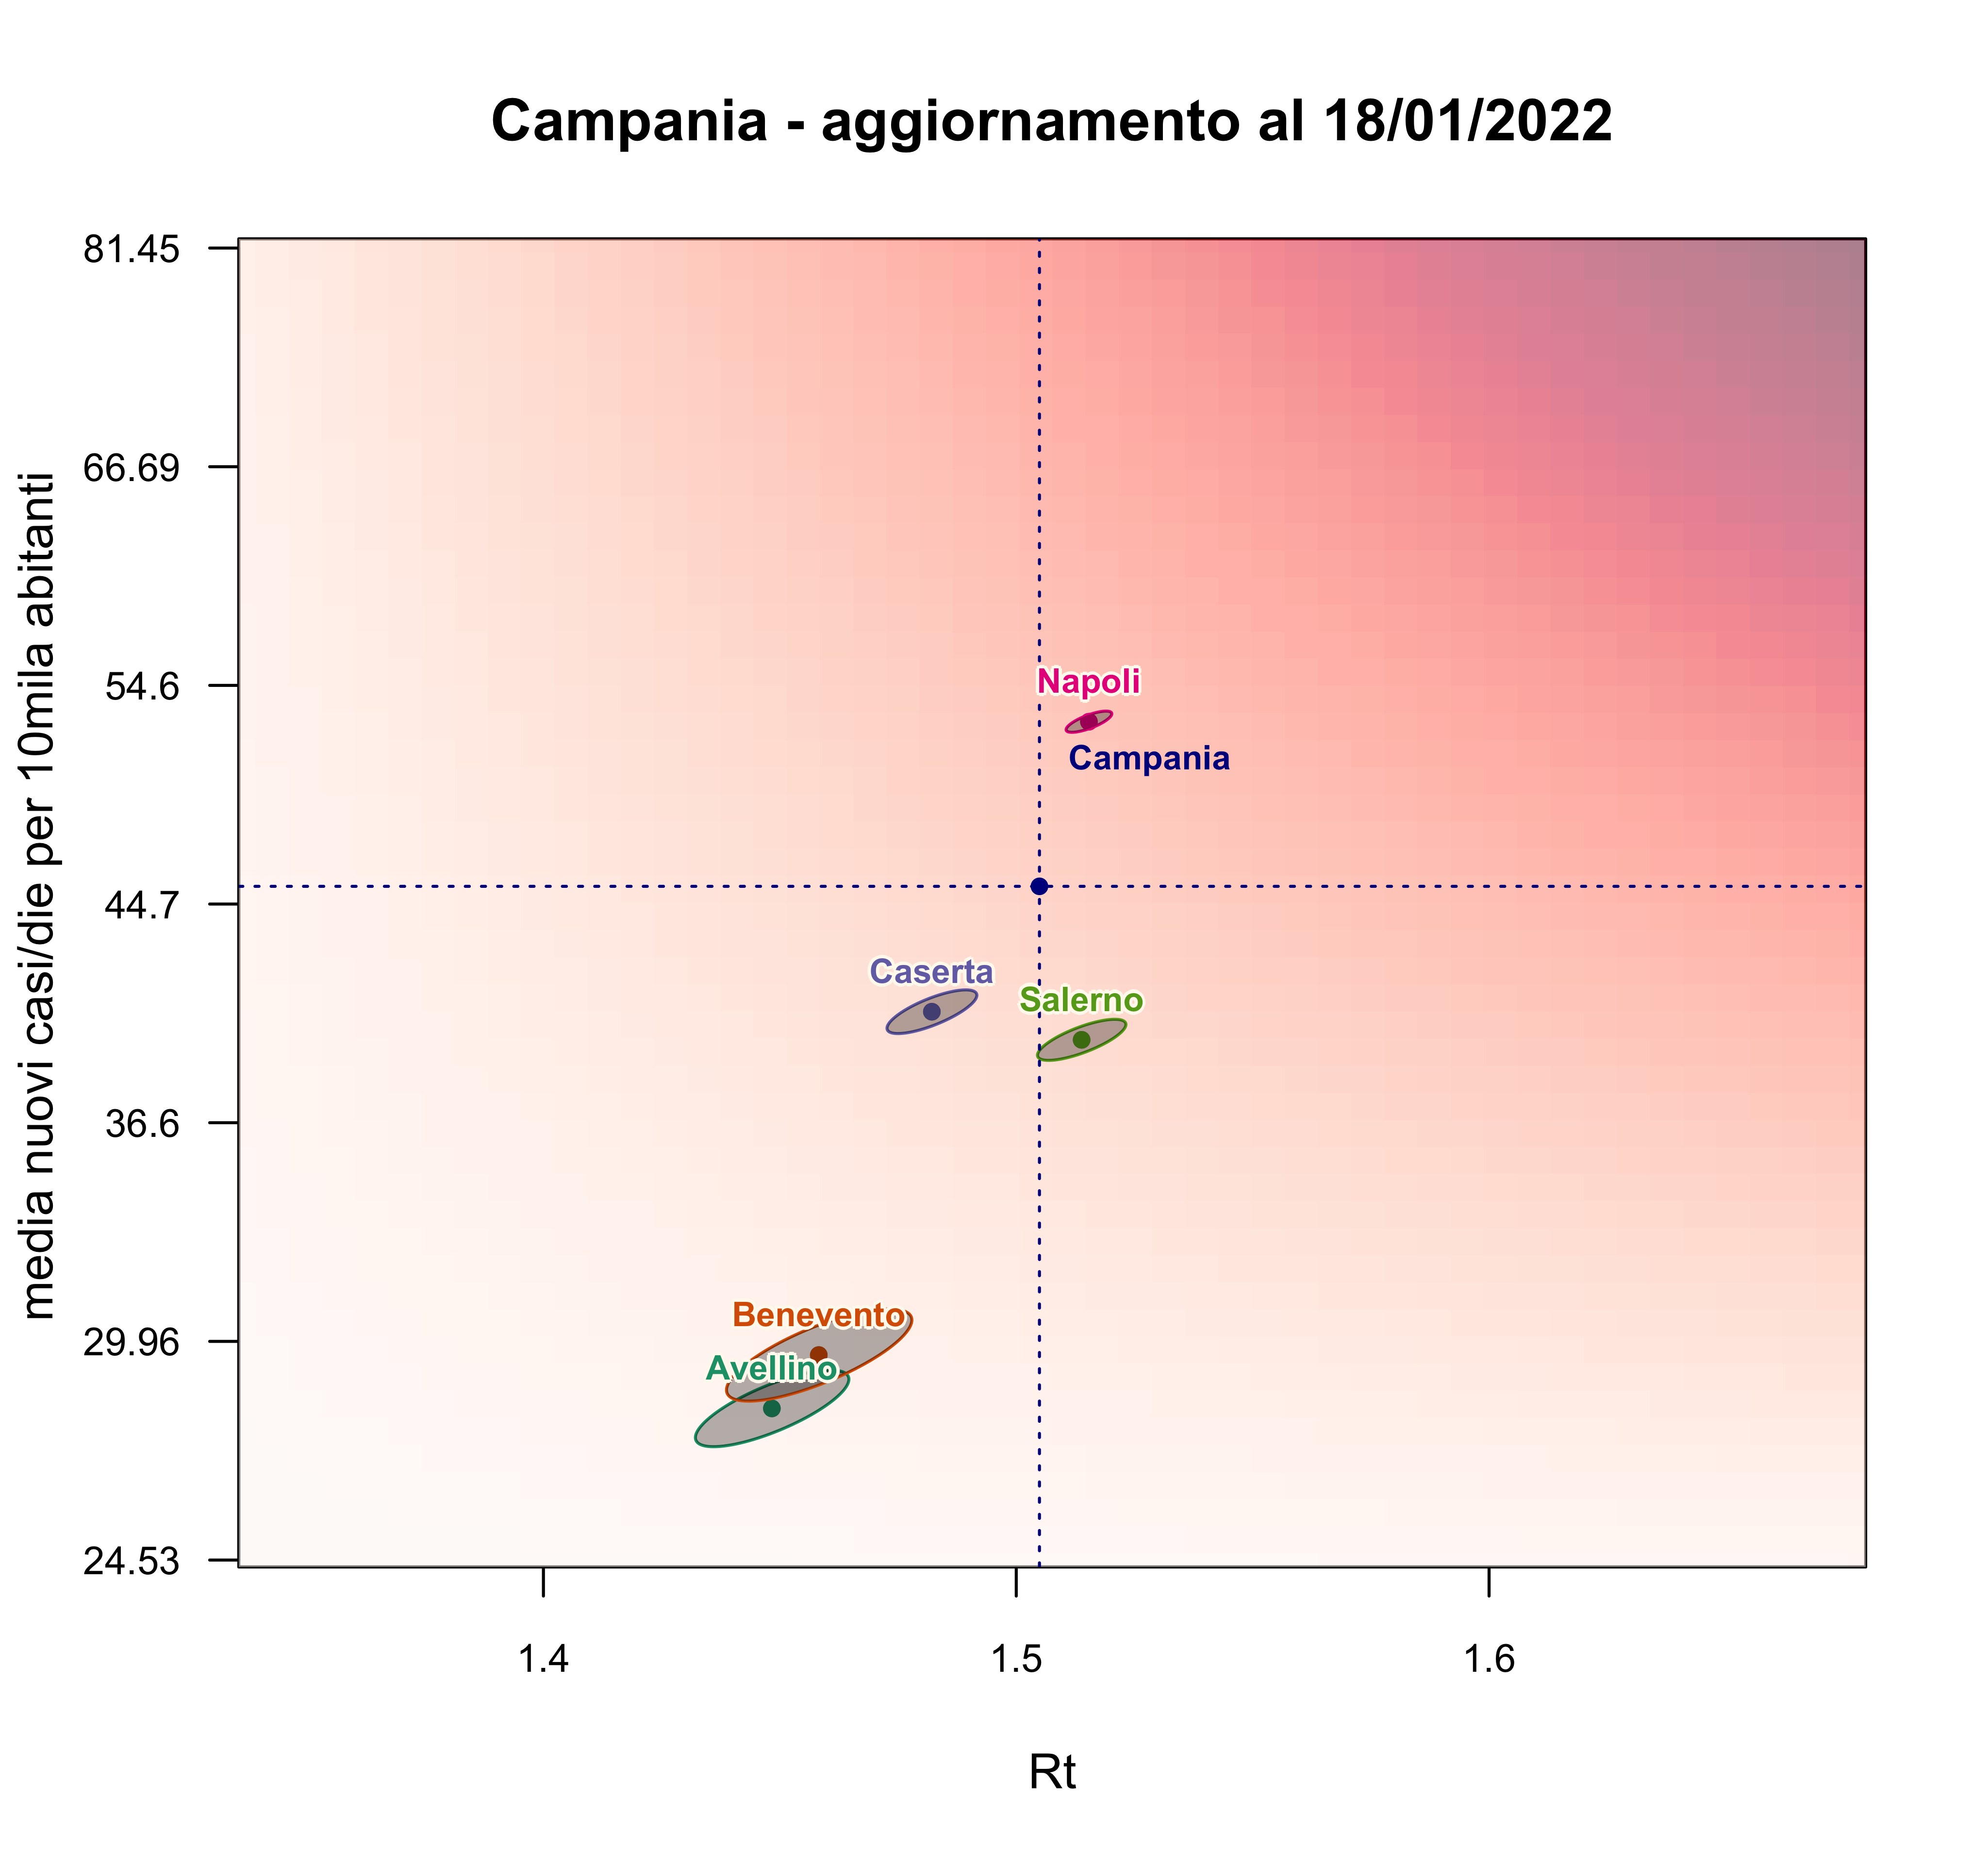 Campania - aggiornamento al 18/01/2022
media nuovi casi/die per 10mila abitanti
81.45
66.69
54.6
44.7
36.6
29.96
24.53
Napoli
Campania
Caserta
Salerno
Benevento
Avellino
1.4
1.5
1.6
Rt